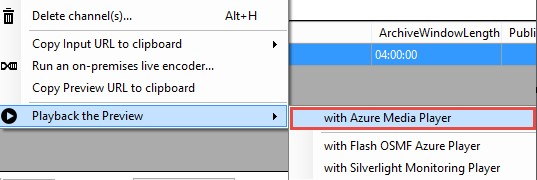 Delete channel(s)... Alt+H
Copy Input URL to clipboard
Run an on-premises live encoder...
Copy Preview URL to clipboard
Playback the Preview
ArchiveWindowLength Publi
04:00:00
with Azure Media Player
with Flash OSMF Azure Player
with Silverlight Monitoring Player